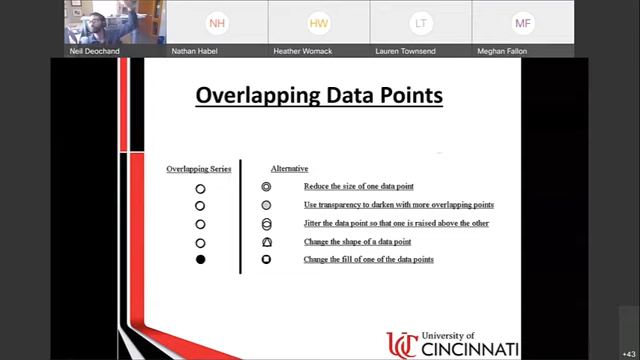 NH
HW
LT
MF
Neil Deochand
Nathan Habel
Heather Womack
Lauren Townsend
Meghan Fallon
Overlapping Data Points
Overlapping Series
Alternative
Reduce the size of one data point
Use transparency to darken with more overlapping points
Jitter the data point so that one is raised above the other
Change the shape of a data point
Change the fill of one of the data points
UC University of
CINCINNATI
+43